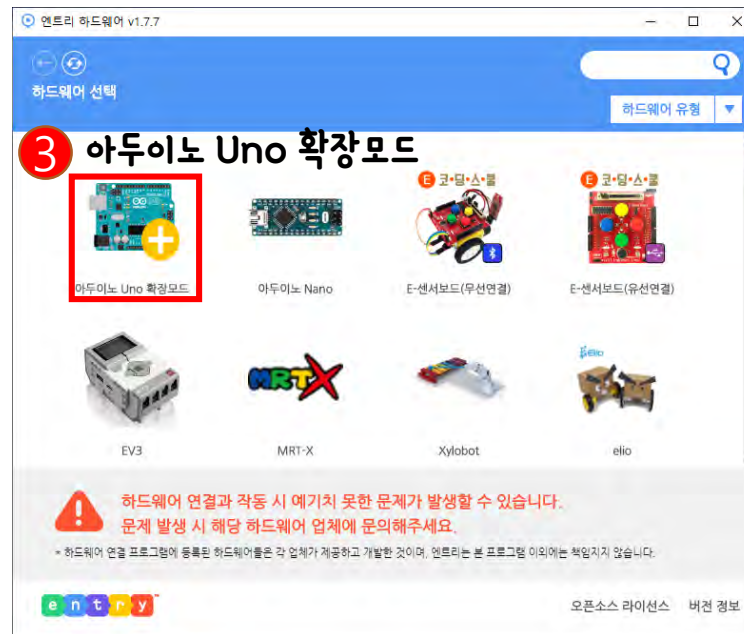 엔트리 하드웨어 v1.7.7
하드웨어 선택
하드웨어 유형
3 아두이노 Uno 확장모드
E 코·딩·스·쿨
E 코·딩·스·쿨
아두이노 Uno 확장모드
아두이노 Nano
E-센서보드(무선연결)
E-센서보드(유선연결)
MRTX
elio
EV3
MRT-X
Xylobot
elio
하드웨어 연결과 작동 시 예기치 못한 문제가 발생할 수 있습니다.
문제 발생 시 해당 하드웨어 업체에 문의해주세요.
* 하드웨어 연결 프로그램에 등록된 하드웨어들은 각 업체가 제공하고 개발한 것이며, 엔트리는 본 프로그램 이외에는 책임지지 않습니다.
entry
오픈소스 라이선스 버전 정보